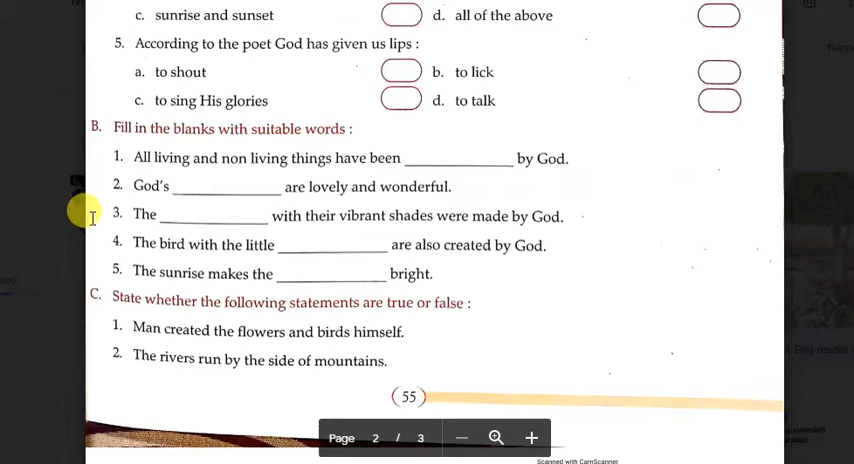 c. sunrise and sunset d. all of the above
5. According to the poet God has given us lips :
a. to shout b. to lick
c. to sing His glories d. to talk
B. Fill in the blanks with suitable words :
1. All living and non living things have been ____________ by God.
2. God's ____________ are lovely and wonderful.
3. The ____________ with their vibrant shades were made by God.
4. The bird with the little ____________ are also created by God.
5. The sunrise makes the ____________ bright.
C. State whether the following statements are true or false :
1. Man created the flowers and birds himself.
2. The rivers run by the side of mountains.
(55)
Page 2 / 3
Scanned with CamScanner